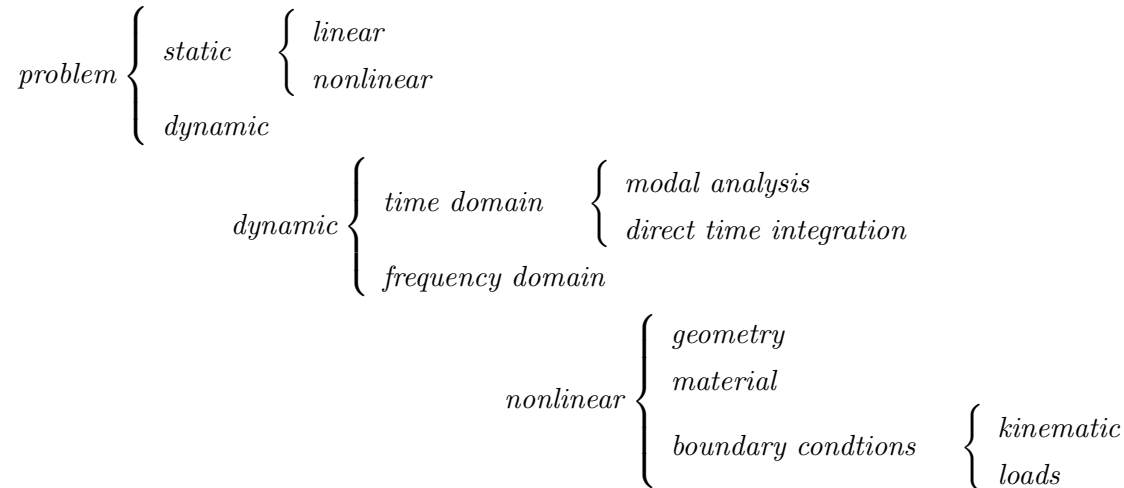 problem
static
linear
nonlinear
dynamic
dynamic
time domain
modal analysis
direct time integration
frequency domain
nonlinear
geometry
material
boundary condtions
kinematic
loads